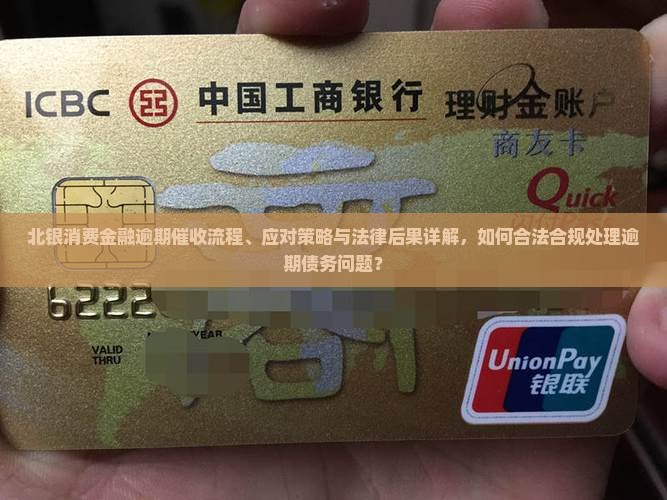 ICBC 中国工商银行 理财金账户
商友卡
Quick
北银消费金融逾期催收流程、应对策略与法律后果详解，如何合法合规处理逾
期债务问题？
6222
YEAR
VALID
THRU
UnionPay
银联